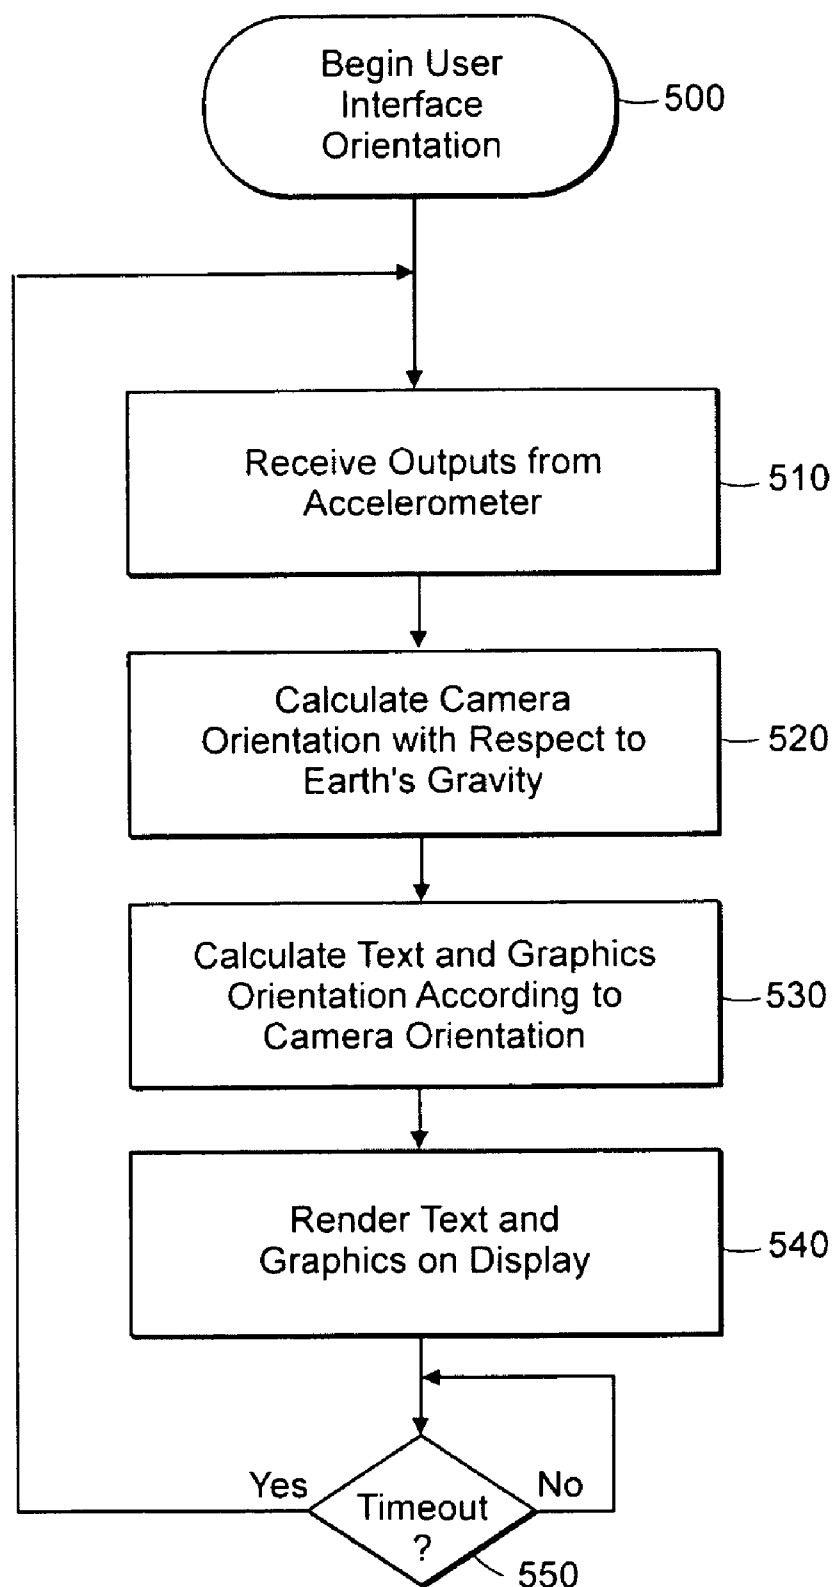 Begin User
Interface
Orientation
500
Receive Outputs from
Accelerometer
510
Calculate Camera
Orientation with Respect to
Earth's Gravity
520
Calculate Text and Graphics
Orientation According to
Camera Orientation
530
Render Text and
Graphics on Display
540
Yes
No
Timeout
?
550